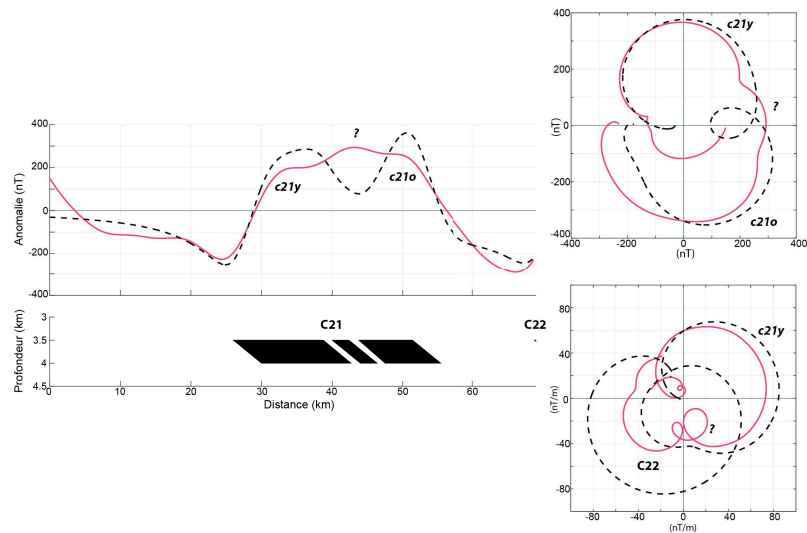 400
200
0
-200
-400
Anomalie (nT)
c21y
?
c21o
C21
C22
3
3.5
4
4.5
Profondeur (km)
0 10 20 30 40 50 60
Distance (km)
400
200
0
-200
-400
(nT)
c21y
?
c21o
-400 -200 0 200 400
(nT)
80
40
0
-40
-80
(nT/m)
c21y
?
C22
-80 -40 0 40 80
(nT/m)